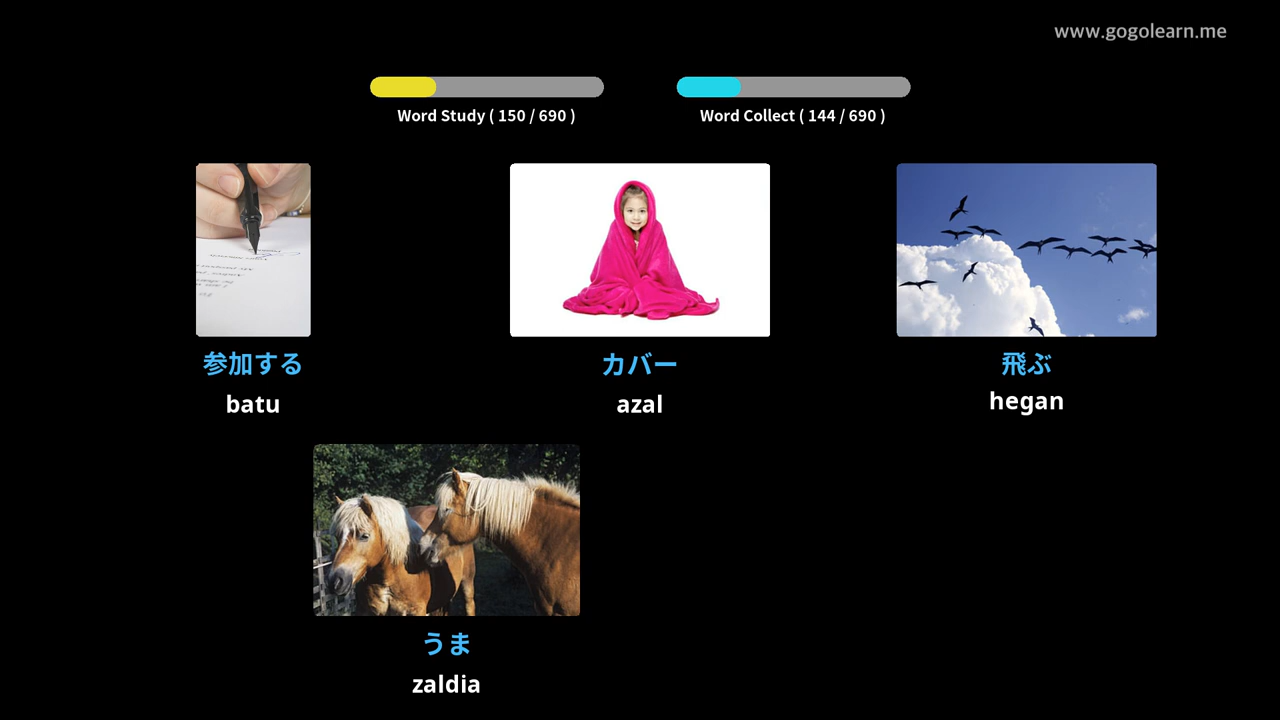 www.gogolearn.me
Word Study ( 150 / 690 )
Word Collect ( 144 / 690 )
参加する
batu
カバー
azal
飛ぶ
hegan
うま
zaldia